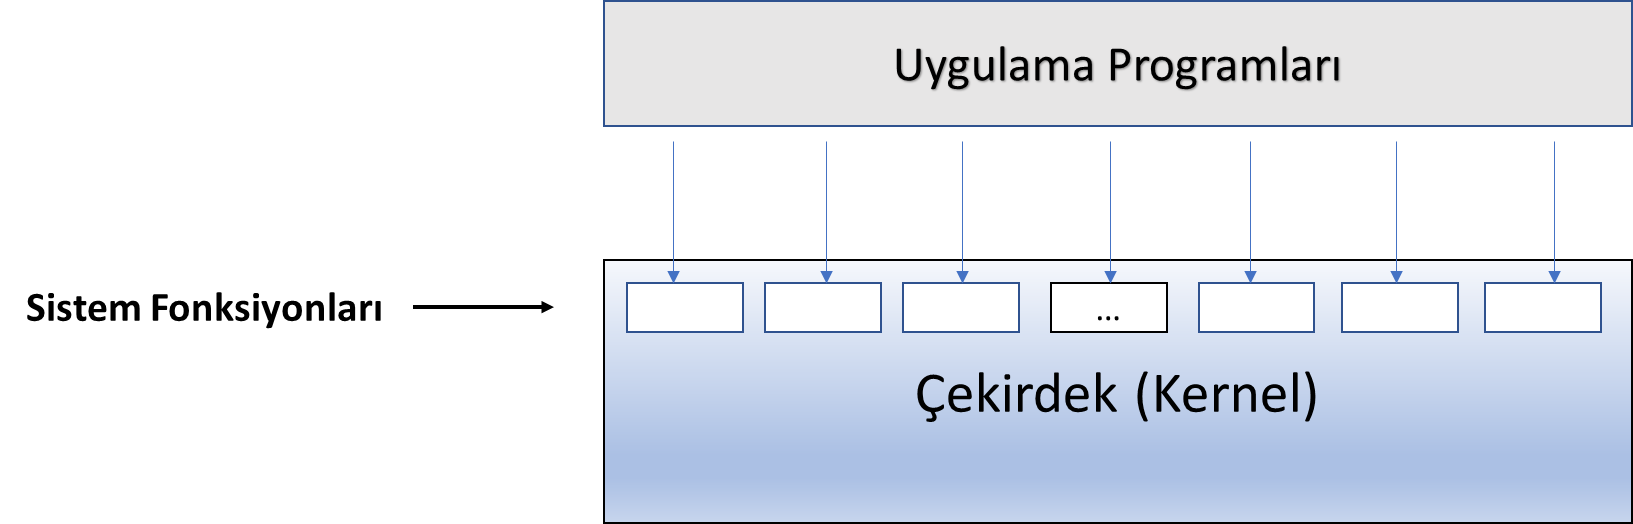 Uygulama Programları
Sistem Fonksiyonları
...
Çekirdek (Kernel)